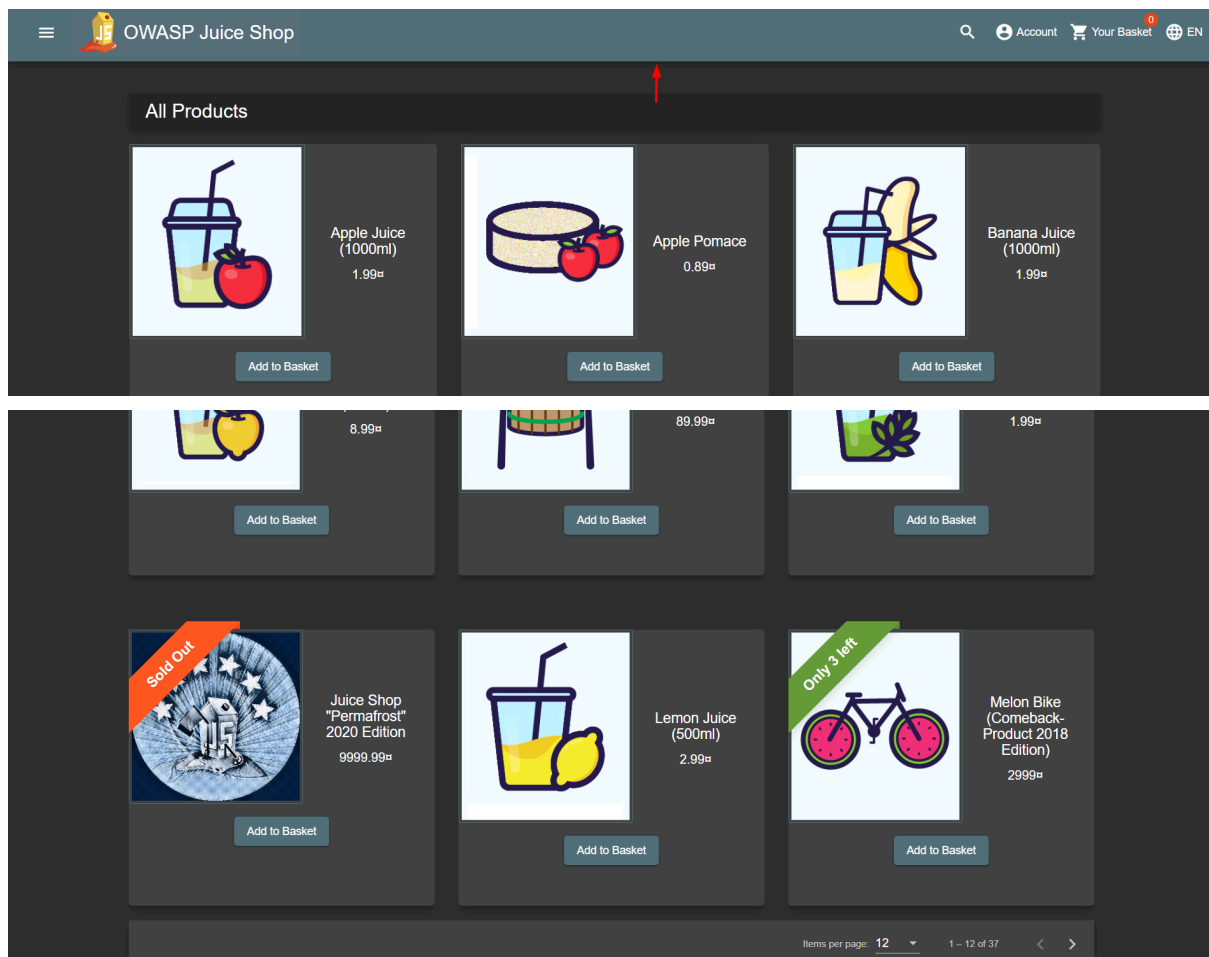 OWASP Juice Shop
Account
Your Basket
0
EN
All Products
Apple Juice
(1000ml)
1.99¤
Apple Pomace
0.89¤
Banana Juice
(1000ml)
1.99¤
Add to Basket
Add to Basket
Add to Basket
8.99¤
89.99¤
1.99¤
Add to Basket
Add to Basket
Add to Basket
Sold Out
Juice Shop
"Permafrost"
2020 Edition
9999.99¤
Lemon Juice
(500ml)
2.99¤
Only 3 left
Melon Bike
(Comeback-
Product 2018
Edition)
2999¤
Add to Basket
Add to Basket
Add to Basket
Items per page: 12
1 – 12 of 37